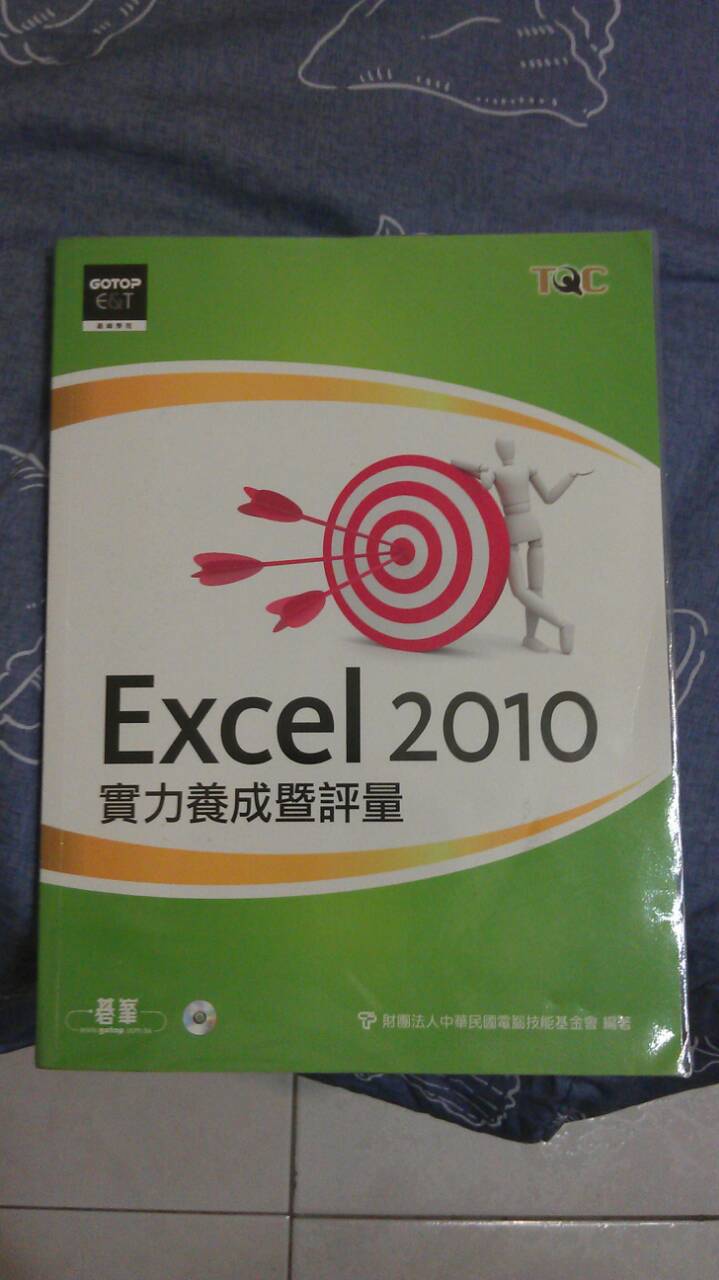 GOTOP
E&T
TQC
Excel 2010
實力養成暨評量
碁峯
www.gotop.com.tw
財團法人中華民國電腦技能基金會 編著